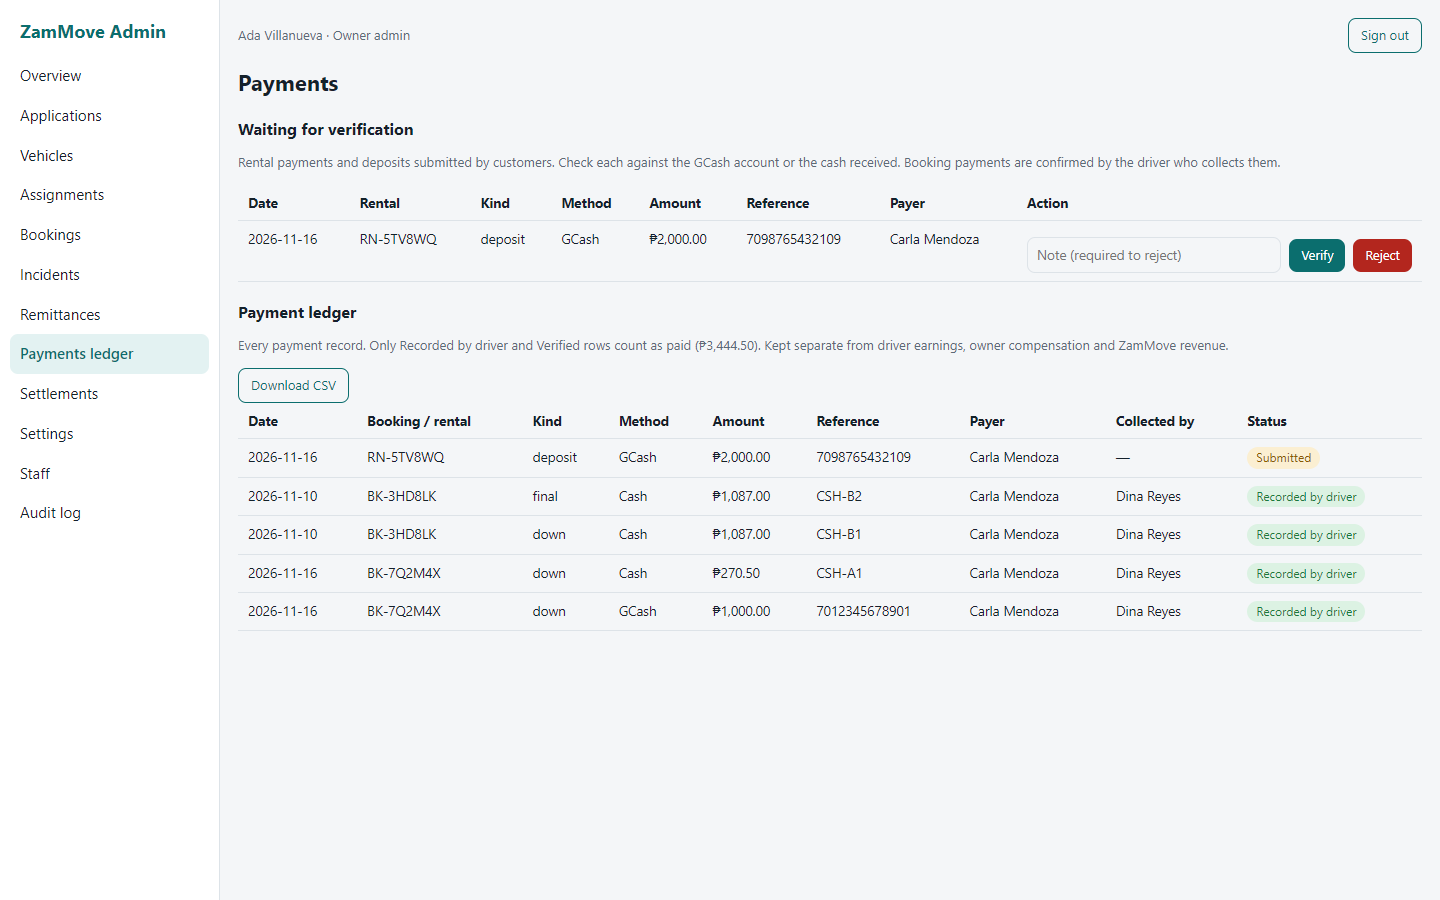 ZamMove Admin
Overview
Applications
Vehicles
Assignments
Bookings
Incidents
Remittances
Payments ledger
Settlements
Settings
Staff
Audit log
Ada Villanueva · Owner admin
Sign out
Payments
Waiting for verification
Rental payments and deposits submitted by customers. Check each against the GCash account or the cash received. Booking payments are confirmed by the driver who collects them.
Date Rental Kind Method Amount Reference Payer Action
2026-11-16 RN-5TV8WQ deposit GCash ₱2,000.00 7098765432109 Carla Mendoza Note (required to reject) Verify Reject
Payment ledger
Every payment record. Only Recorded by driver and Verified rows count as paid (₱3,444.50). Kept separate from driver earnings, owner compensation and ZamMove revenue.
Download CSV
Date Booking / rental Kind Method Amount Reference Payer Collected by Status
2026-11-16 RN-5TV8WQ deposit GCash ₱2,000.00 7098765432109 Carla Mendoza — Submitted
2026-11-10 BK-3HD8LK final Cash ₱1,087.00 CSH-B2 Carla Mendoza Dina Reyes Recorded by driver
2026-11-10 BK-3HD8LK down Cash ₱1,087.00 CSH-B1 Carla Mendoza Dina Reyes Recorded by driver
2026-11-16 BK-7Q2M4X down Cash ₱270.50 CSH-A1 Carla Mendoza Dina Reyes Recorded by driver
2026-11-16 BK-7Q2M4X down GCash ₱1,000.00 7012345678901 Carla Mendoza Dina Reyes Recorded by driver